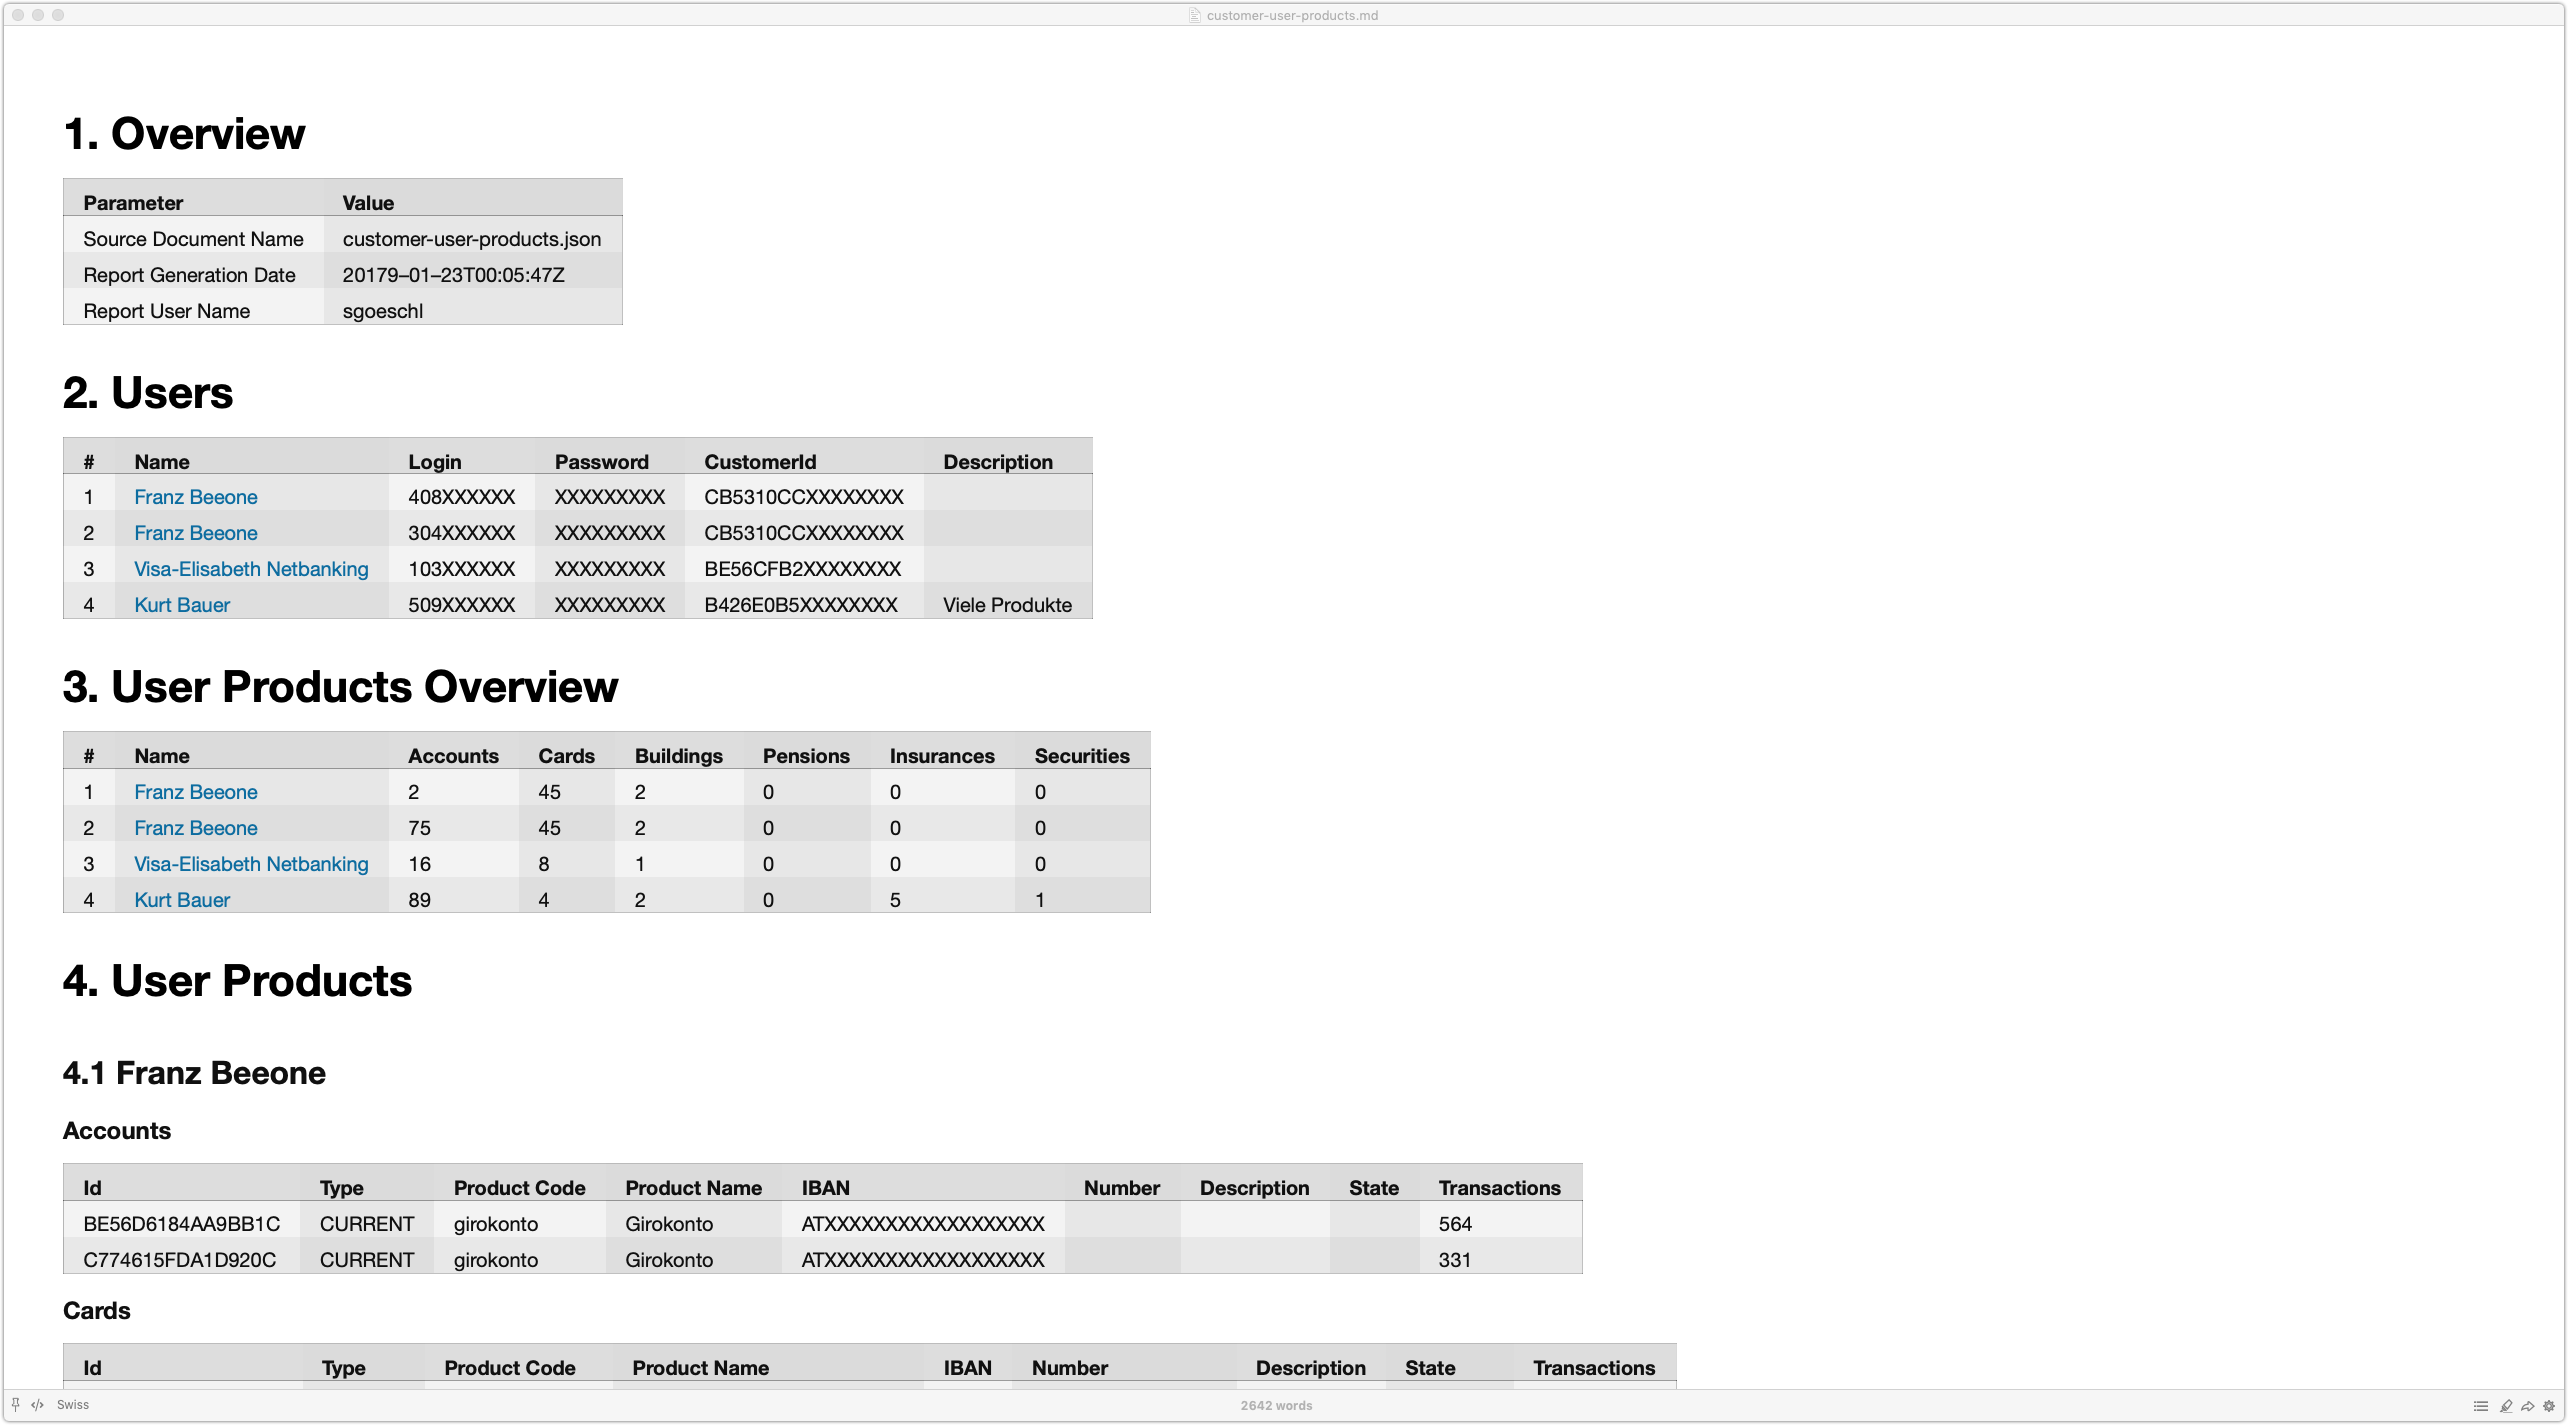 customer-user-products.md
1. Overview
Parameter Value
Source Document Name customer-user-products.json
Report Generation Date 20179–01–23T00:05:47Z
Report User Name sgoeschl
2. Users
# Name Login Password CustomerId Description
1 Franz Beeone 408XXXXXX XXXXXXXXX CB5310CCXXXXXXXX
2 Franz Beeone 304XXXXXX XXXXXXXXX CB5310CCXXXXXXXX
3 Visa-Elisabeth Netbanking 103XXXXXX XXXXXXXXX BE56CFB2XXXXXXXX
4 Kurt Bauer 509XXXXXX XXXXXXXXX B426E0B5XXXXXXXX Viele Produkte
3. User Products Overview
# Name Accounts Cards Buildings Pensions Insurances Securities
1 Franz Beeone 2 45 2 0 0 0
2 Franz Beeone 75 45 2 0 0 0
3 Visa-Elisabeth Netbanking 16 8 1 0 0 0
4 Kurt Bauer 89 4 2 0 5 1
4. User Products
4.1 Franz Beeone
Accounts
Id Type Product Code Product Name IBAN Number Description State Transactions
BE56D6184AA9BB1C CURRENT girokonto Girokonto ATXXXXXXXXXXXXXXXXXX 564
C774615FDA1D920C CURRENT girokonto Girokonto ATXXXXXXXXXXXXXXXXXX 331
Cards
Id Type Product Code Product Name IBAN Number Description State Transactions
Swiss 2642 words